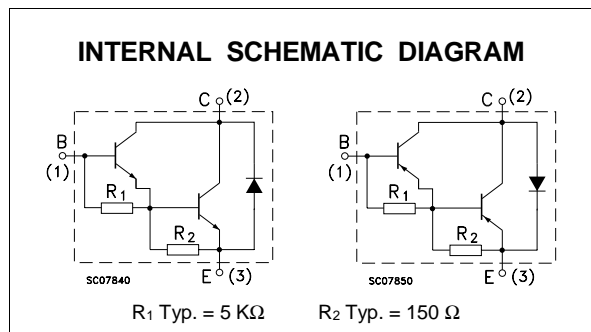 INTERNAL SCHEMATIC DIAGRAM
C (2)
B
(1)
R1
R2
E (3)
SC07840
C (2)
B
(1)
R1
R2
E (3)
SC07850
R1 Typ. = 5 KΩ R2 Typ. = 150 Ω